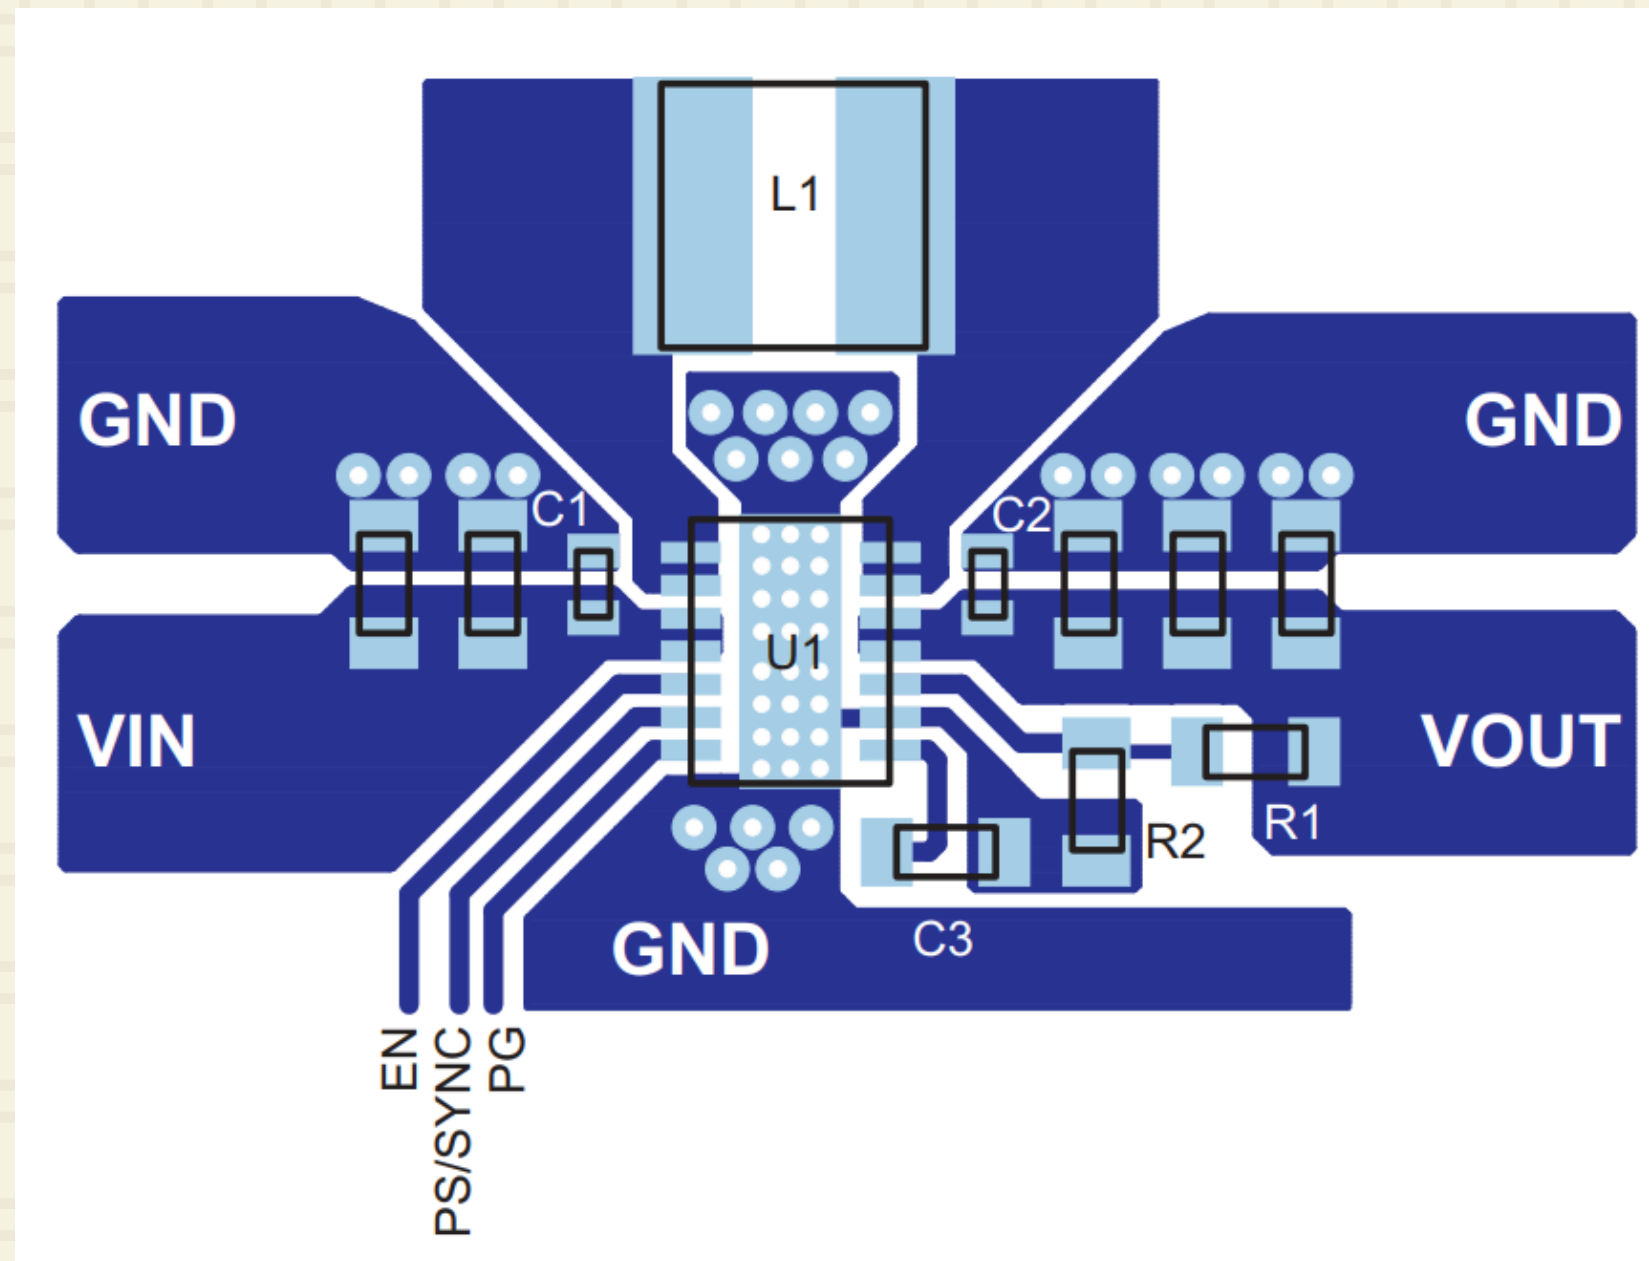 L1
GND
GND
C1
C2
U1
VIN
VOUT
R1
R2
GND
C3
EN
PS/SYNC
PG